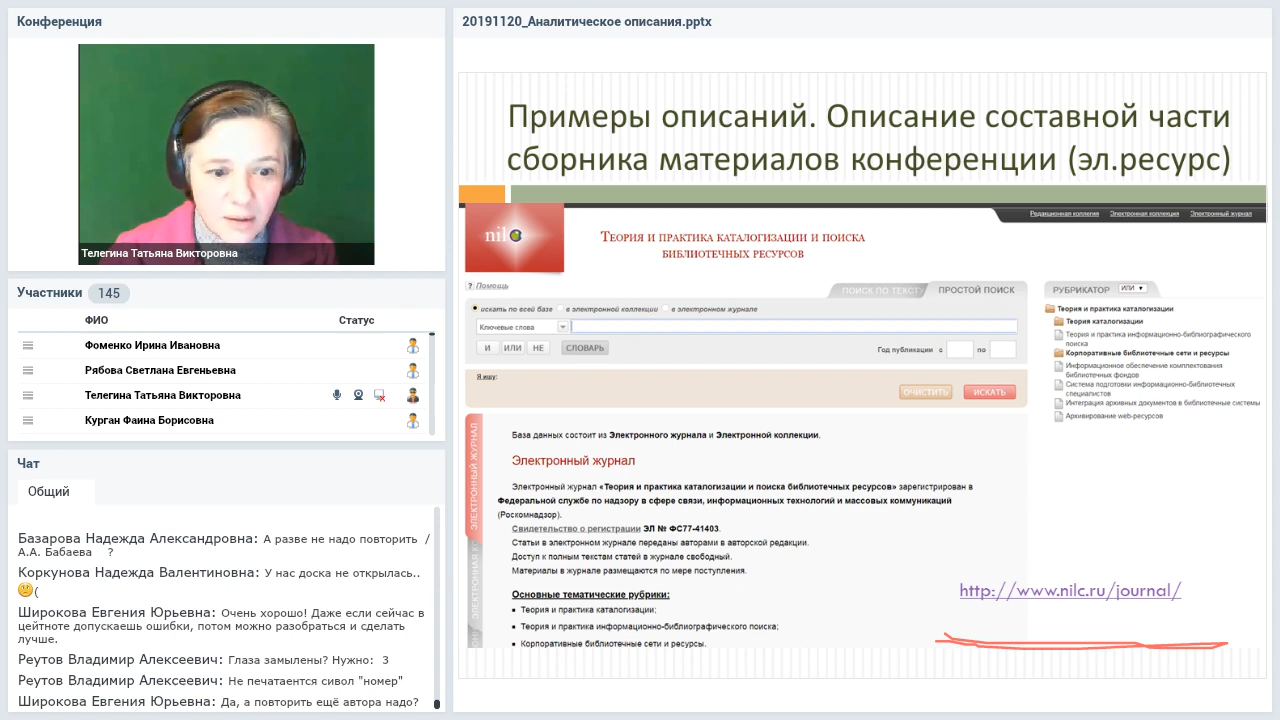 Конференция
Телегина Татьяна Викторовна
Участники 145
ФИО Статус
Фоменко Ирина Ивановна
Рябова Светлана Евгеньевна
Телегина Татьяна Викторовна
Курган Фаина Борисовна
Чат
Общий
Базарова Надежда Александровна: А разве не надо повторить /
А.А. Бабаева ?
Коркунова Надежда Валентиновна: У нас доска не открылась..
(
Широкова Евгения Юрьевна: Очень хорошо! Даже если сейчас в
цейтноте допускаешь ошибки, потом можно разобраться и сделать
лучше.
Реутов Владимир Алексеевич: Глаза замылены? Нужно: 3
Реутов Владимир Алексеевич: Не печатаентся сивол "номер"
Широкова Евгения Юрьевна: Да, а повторить ещё автора надо?
20191120_Аналитическое описания.pptx
Примеры описаний. Описание составной части
сборника материалов конференции (эл.ресурс)
Редакционная коллегия Электронная коллекция Электронный журнал
nilc
Теория и практика каталогизации и поиска
библиотечных ресурсов
? Помощь
ПОИСК ПО ТЕКСТУ ПРОСТОЙ ПОИСК
искать по всей базе в электронной коллекции в электронном журнале
Ключевые слова
И ИЛИ НЕ СЛОВАРЬ
Год публикации с по
Я ищу:
ОЧИСТИТЬ ИСКАТЬ
РУБРИКАТОР ИЛИ ▼
Теория и практика каталогизации
Теория каталогизации
Теория и практика информационно-библиографического
поиска
Корпоративные библиотечные сети и ресурсы
Информационное обеспечение комплектования
библиотечных фондов
Система подготовки информационно-библиотечных
специалистов
Интеграция архивных документов в библиотечные системы
Архивирование web-ресурсов
ЭЛЕКТРОННЫЙ ЖУРНАЛ
База данных состоит из Электронного журнала и Электронной коллекции.
Электронный журнал
Электронный журнал «Теория и практика каталогизации и поиска библиотечных ресурсов» зарегистрирован в
Федеральной службе по надзору в сфере связи, информационных технологий и массовых коммуникаций
(Роскомнадзор).
Свидетельство о регистрации ЭЛ № ФС77-41403.
Статьи в электронном журнале переданы авторами в авторской редакции.
Доступ к полным текстам статей в журнале свободный.
Материалы в журнале размещаются по мере поступления.
Основные тематические рубрики:
▪ Теория и практика каталогизации;
▪ Теория и практика информационно-библиографического поиска;
▪ Корпоративные библиотечные сети и ресурсы.
http://www.nilc.ru/journal/